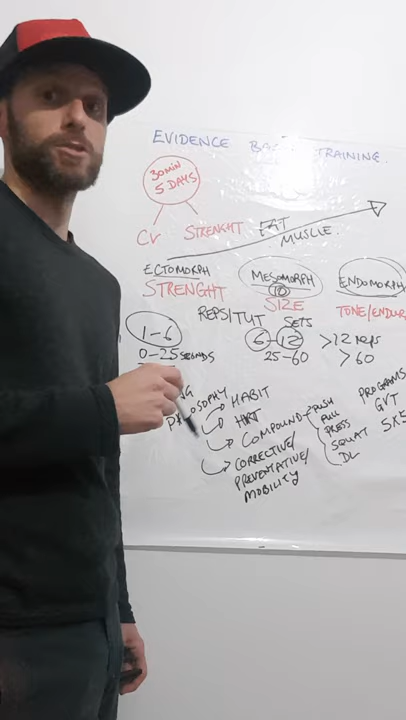 EVIDENCE BASED TRAINING
30min
5 DAYS
CV STRENGHT FAT
MUSCLE
ECTOMORPH MESOMORPH ENDOMORPH
STRENGHT 10
SIZE TONE/ENDUR
REPS/TUT SETS
1-6 6-12 >12 REPS
0-25 SECONDS 25-60 >60
HABIT
COMPOUND PUSH
PULL
PRESS
SQUAT
DL
CORRECTIVE/
PREVENTATIVE/
MOBILITY
PROGRAMS
GVT
5X5